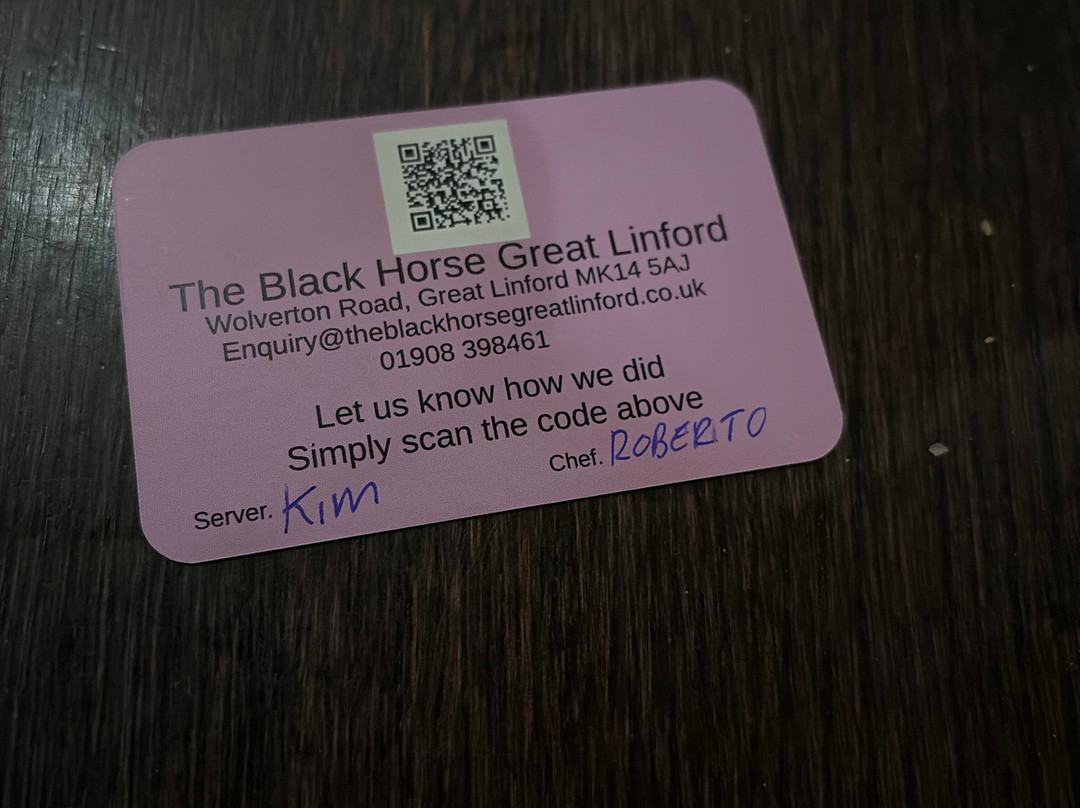 The Black Horse Great Linford
Wolverton Road, Great Linford MK14 5AJ
Enquiry@theblackhorsegreatlinford.co.uk
01908 398461
Let us know how we did
Simply scan the code above
Chef. ROBERTO
Server. Kim